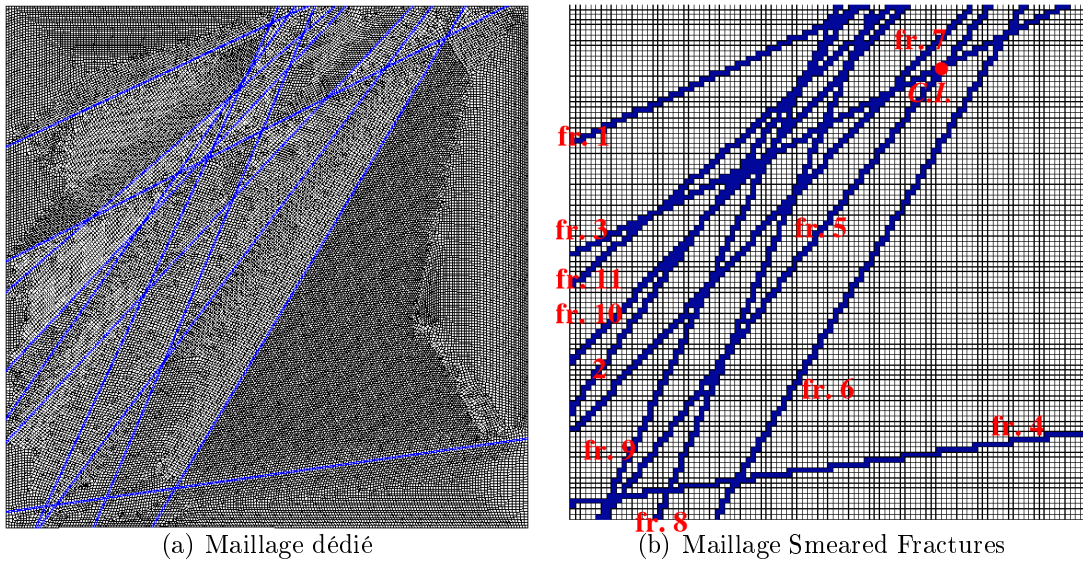 fr. 7
C.I.
fr. 1
fr. 3
fr. 5
fr. 11
fr. 10
2
fr. 6
fr. 4
fr. 9
fr. 8
(a) Maillage dédié
(b) Maillage Smeared Fractures